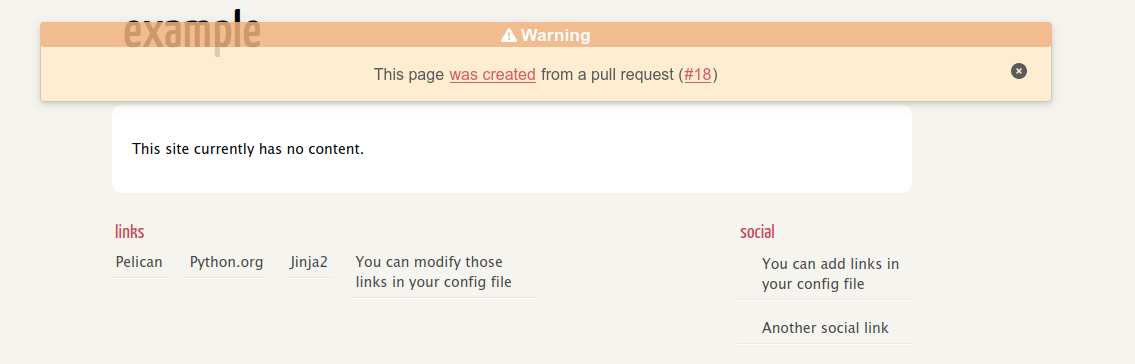 example
Warning
This page was created from a pull request (#18)
This site currently has no content.
links
Pelican
Python.org
Jinja2
You can modify those
links in your config file
social
You can add links in
your config file
Another social link